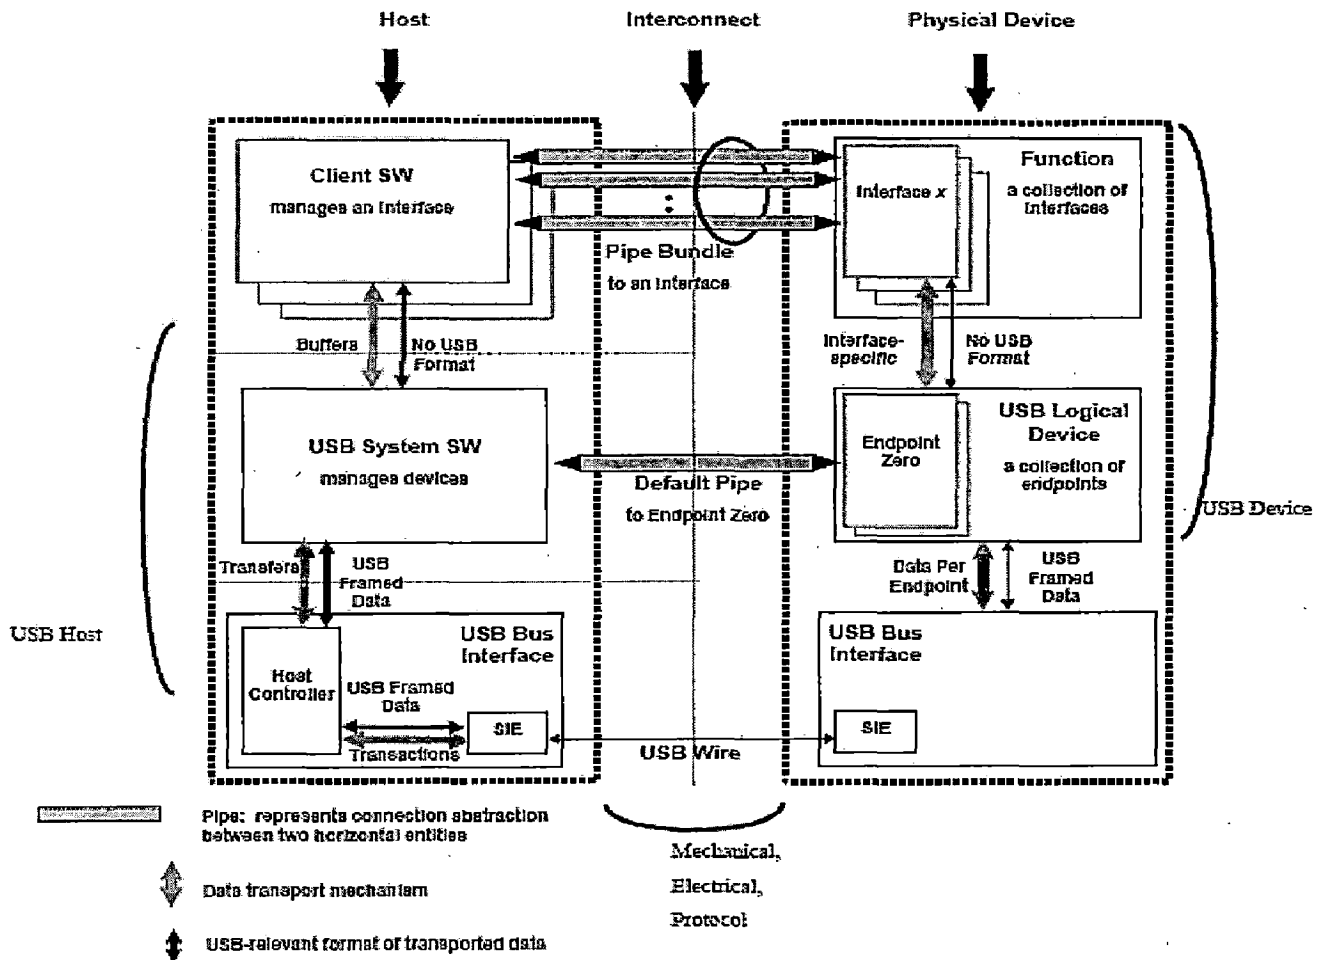 Host
Interconnect
Physical Device
Client SW
manages an Interface
Interface x
Function
a collection of
Interfaces
Pipe Bundle
to an Interface
Buffers
No USB
Format
Interface-
specific
No USB
Format
USB System SW
manages devices
Endpoint
Zero
USB Logical
Device
a collection of
endpoints
Default Pipe
to Endpoint Zero
USB Device
Transfers
USB
Framed
Data
Data Per
Endpoint
USB
Framed
Data
USB Host
USB Bus
Interface
Host
Controller
USB Framed
Data
SIE
Transactions
USB Wire
USB Bus
Interface
SIE
Pipe: represents connection abstraction
between two horizontal entities
Data transport mechanism
USB-relevant format of transported data
Mechanical,
Electrical,
Protocol